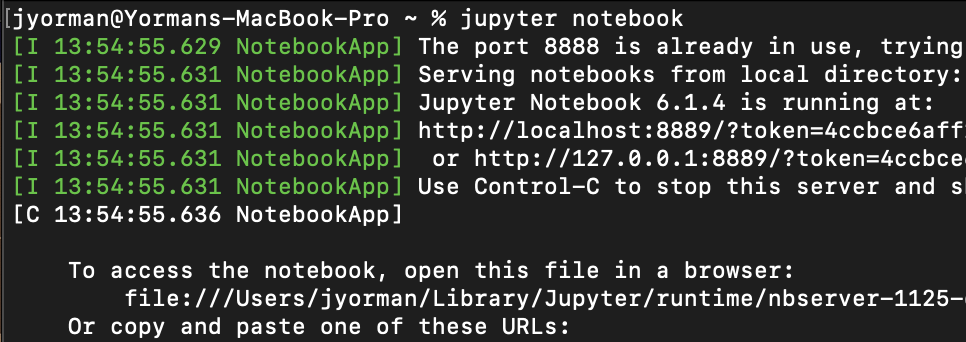 [jyorman@Yormans-MacBook-Pro ~ % jupyter notebook
[I 13:54:55.629 NotebookApp] The port 8888 is already in use, trying
[I 13:54:55.631 NotebookApp] Serving notebooks from local directory:
[I 13:54:55.631 NotebookApp] Jupyter Notebook 6.1.4 is running at:
[I 13:54:55.631 NotebookApp] http://localhost:8889/?token=4ccbce6aff
[I 13:54:55.631 NotebookApp]  or http://127.0.0.1:8889/?token=4ccbce
[I 13:54:55.631 NotebookApp] Use Control-C to stop this server and
[C 13:54:55.636 NotebookApp]
To access the notebook, open this file in a browser:
file:///Users/jyorman/Library/Jupyter/runtime/nbserver-1125-
Or copy and paste one of these URLs: